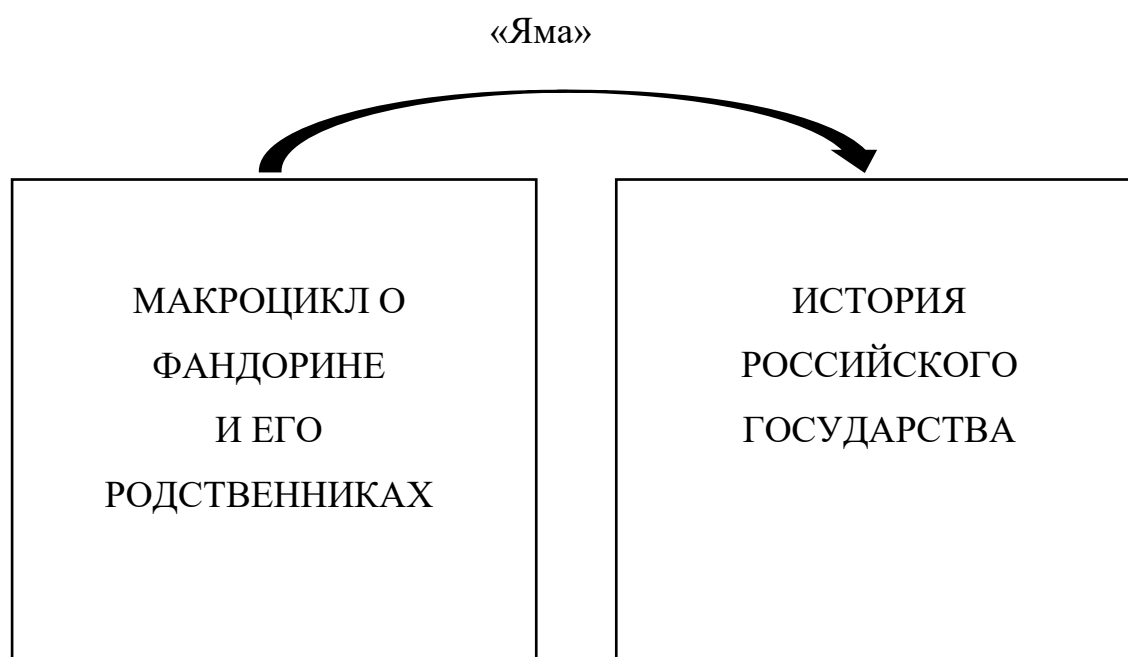 «Яма»
МАКРОЦИКЛ О
ФАНДОРИНЕ
И ЕГО
РОДСТВЕННИКАХ
ИСТОРИЯ
РОССИЙСКОГО
ГОСУДАРСТВА